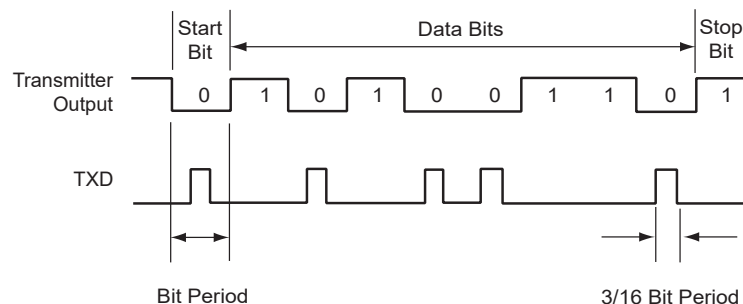 Start
Bit
Data Bits
Stop
Bit
Transmitter
Output
0 1 0 1 0 0 1 1 0 1
TXD
Bit Period
3/16 Bit Period